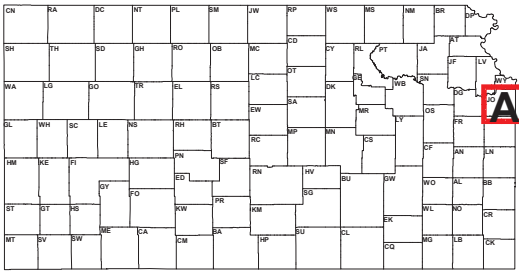 CN RA DC NT PL SM JW RP WS MS NM BR DP
CD AT
SH TH SD GH RO OB MC CY RL PT JA JF LV WY
LC OT GE WB SN
WA LG GO TR EL RS DK DG JO A
EW SA MR OS FR
GL WH SC LE NS RH BT LY
RC MP MN CS
HM KE FI HG PN SF CF AN LN
ED RN HV
GY FO SG BU GW WO AL BB
ST GT HS KW PR KM WL NO CR
EK
MT SV SW ME CA CM BA HP SU CL CQ MG LB CK